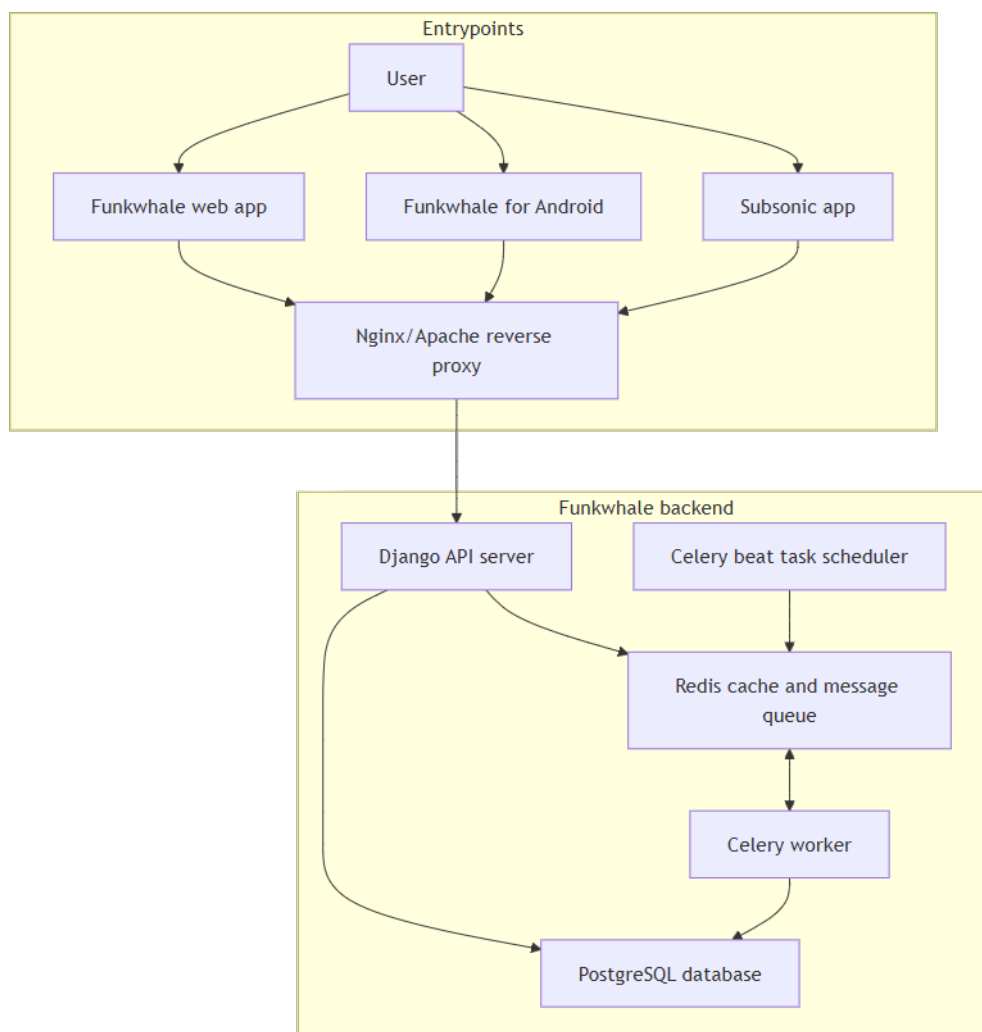 Entrypoints
User
Funkwhale web app
Funkwhale for Android
Subsonic app
Nginx/Apache reverse
proxy
Funkwhale backend
Django API server
Celery beat task scheduler
Redis cache and message
queue
Celery worker
PostgreSQL database